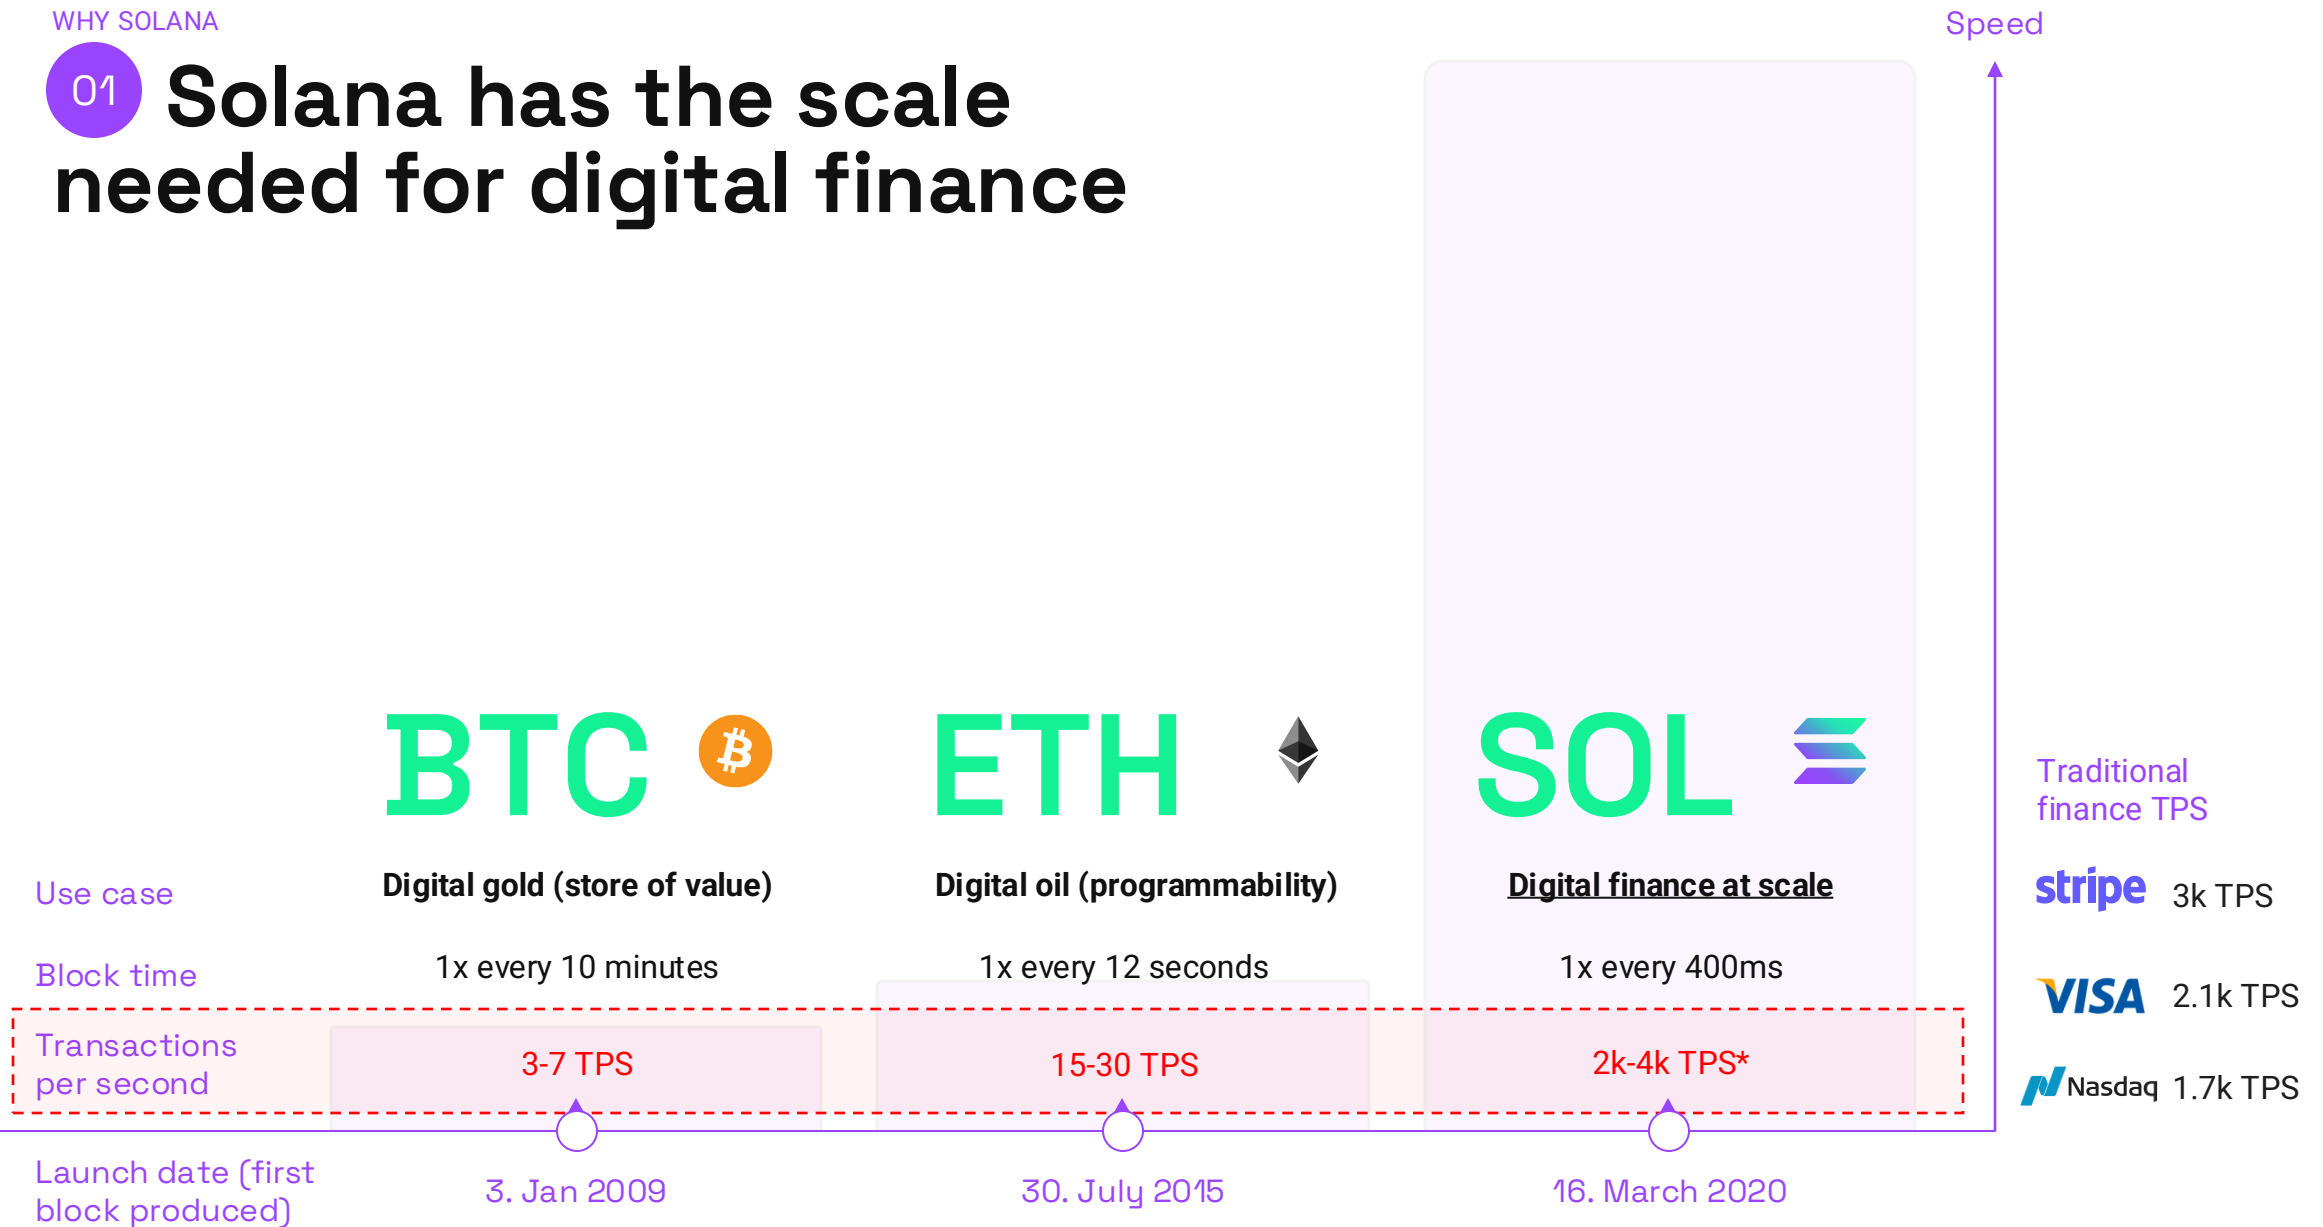 WHY SOLANA
01 Solana has the scale
needed for digital finance
Speed
BTC
ETH
SOL
Traditional
finance TPS
Use case
Digital gold (store of value)
Digital oil (programmability)
Digital finance at scale
stripe 3k TPS
Block time
1x every 10 minutes
1x every 12 seconds
1x every 400ms
VISA 2.1k TPS
Transactions
per second
3-7 TPS
15-30 TPS
2k-4k TPS*
Nasdaq 1.7k TPS
Launch date (first
block produced)
3. Jan 2009
30. July 2015
16. March 2020